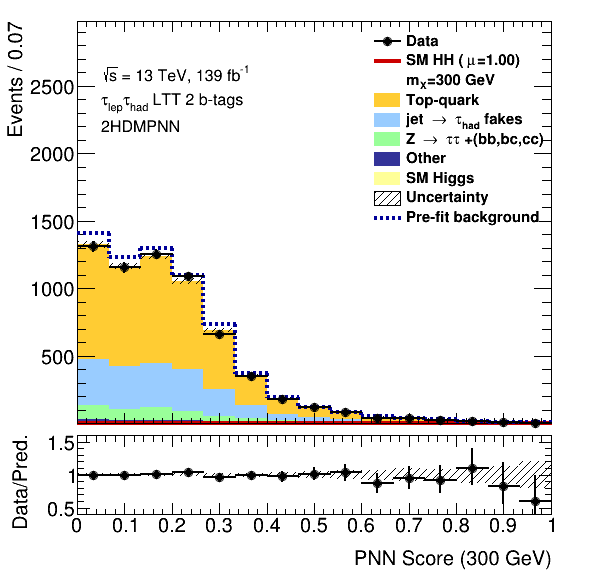 Events / 0.07
2500
2000
1500
1000
500
√s = 13 TeV, 139 fb⁻¹
τlepτhad LTT 2 b-tags
2HDMPNN
Data
SM HH ( μ=1.00)
mX=300 GeV
Top-quark
jet → τhad fakes
Z → ττ +(bb,bc,cc)
Other
SM Higgs
Uncertainty
Pre-fit background
Data/Pred.
1.5
1
0.5
0 0.1 0.2 0.3 0.4 0.5 0.6 0.7 0.8 0.9 1
PNN Score (300 GeV)